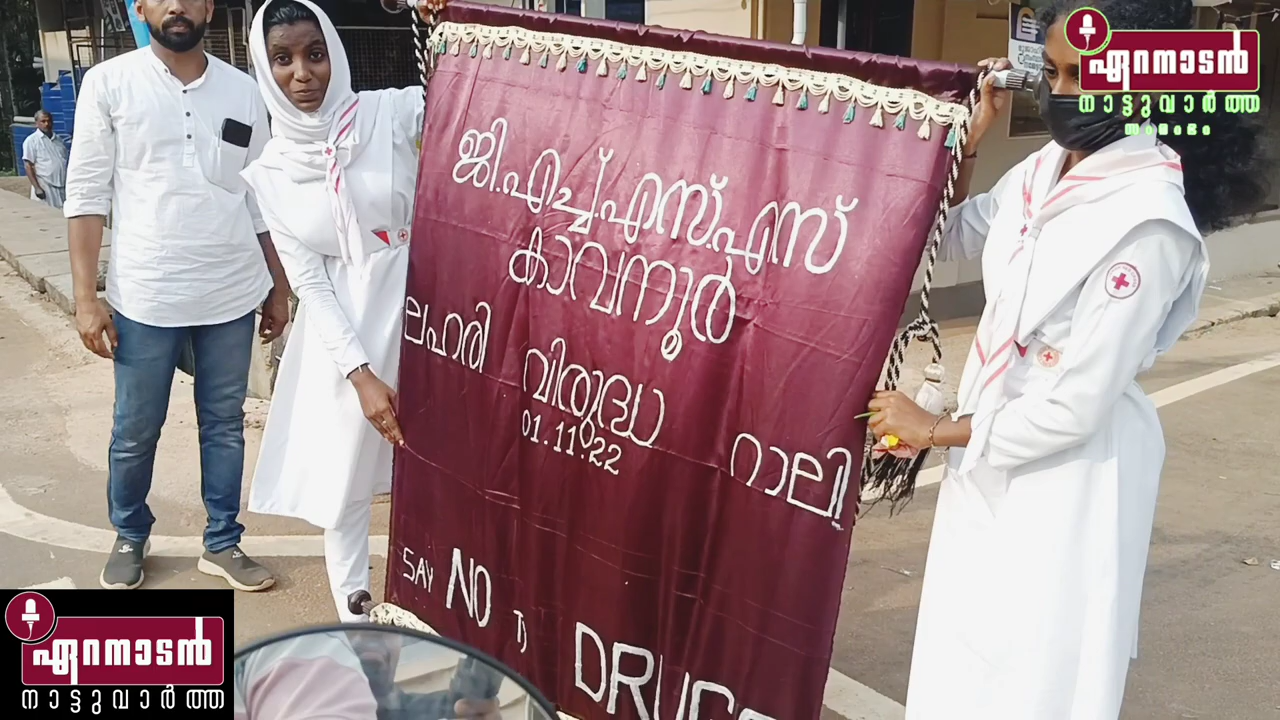 ഏറനാടൻ
നാട്ടുവാർത്ത
ജി.എച്ച്.എസ്.എസ്
കാവനൂർ
ലഹരി വിരുദ്ധ റാലി
01.11.22
SAY NO TO DRUGS
ഏറനാടൻ
നാട്ടുവാർത്ത